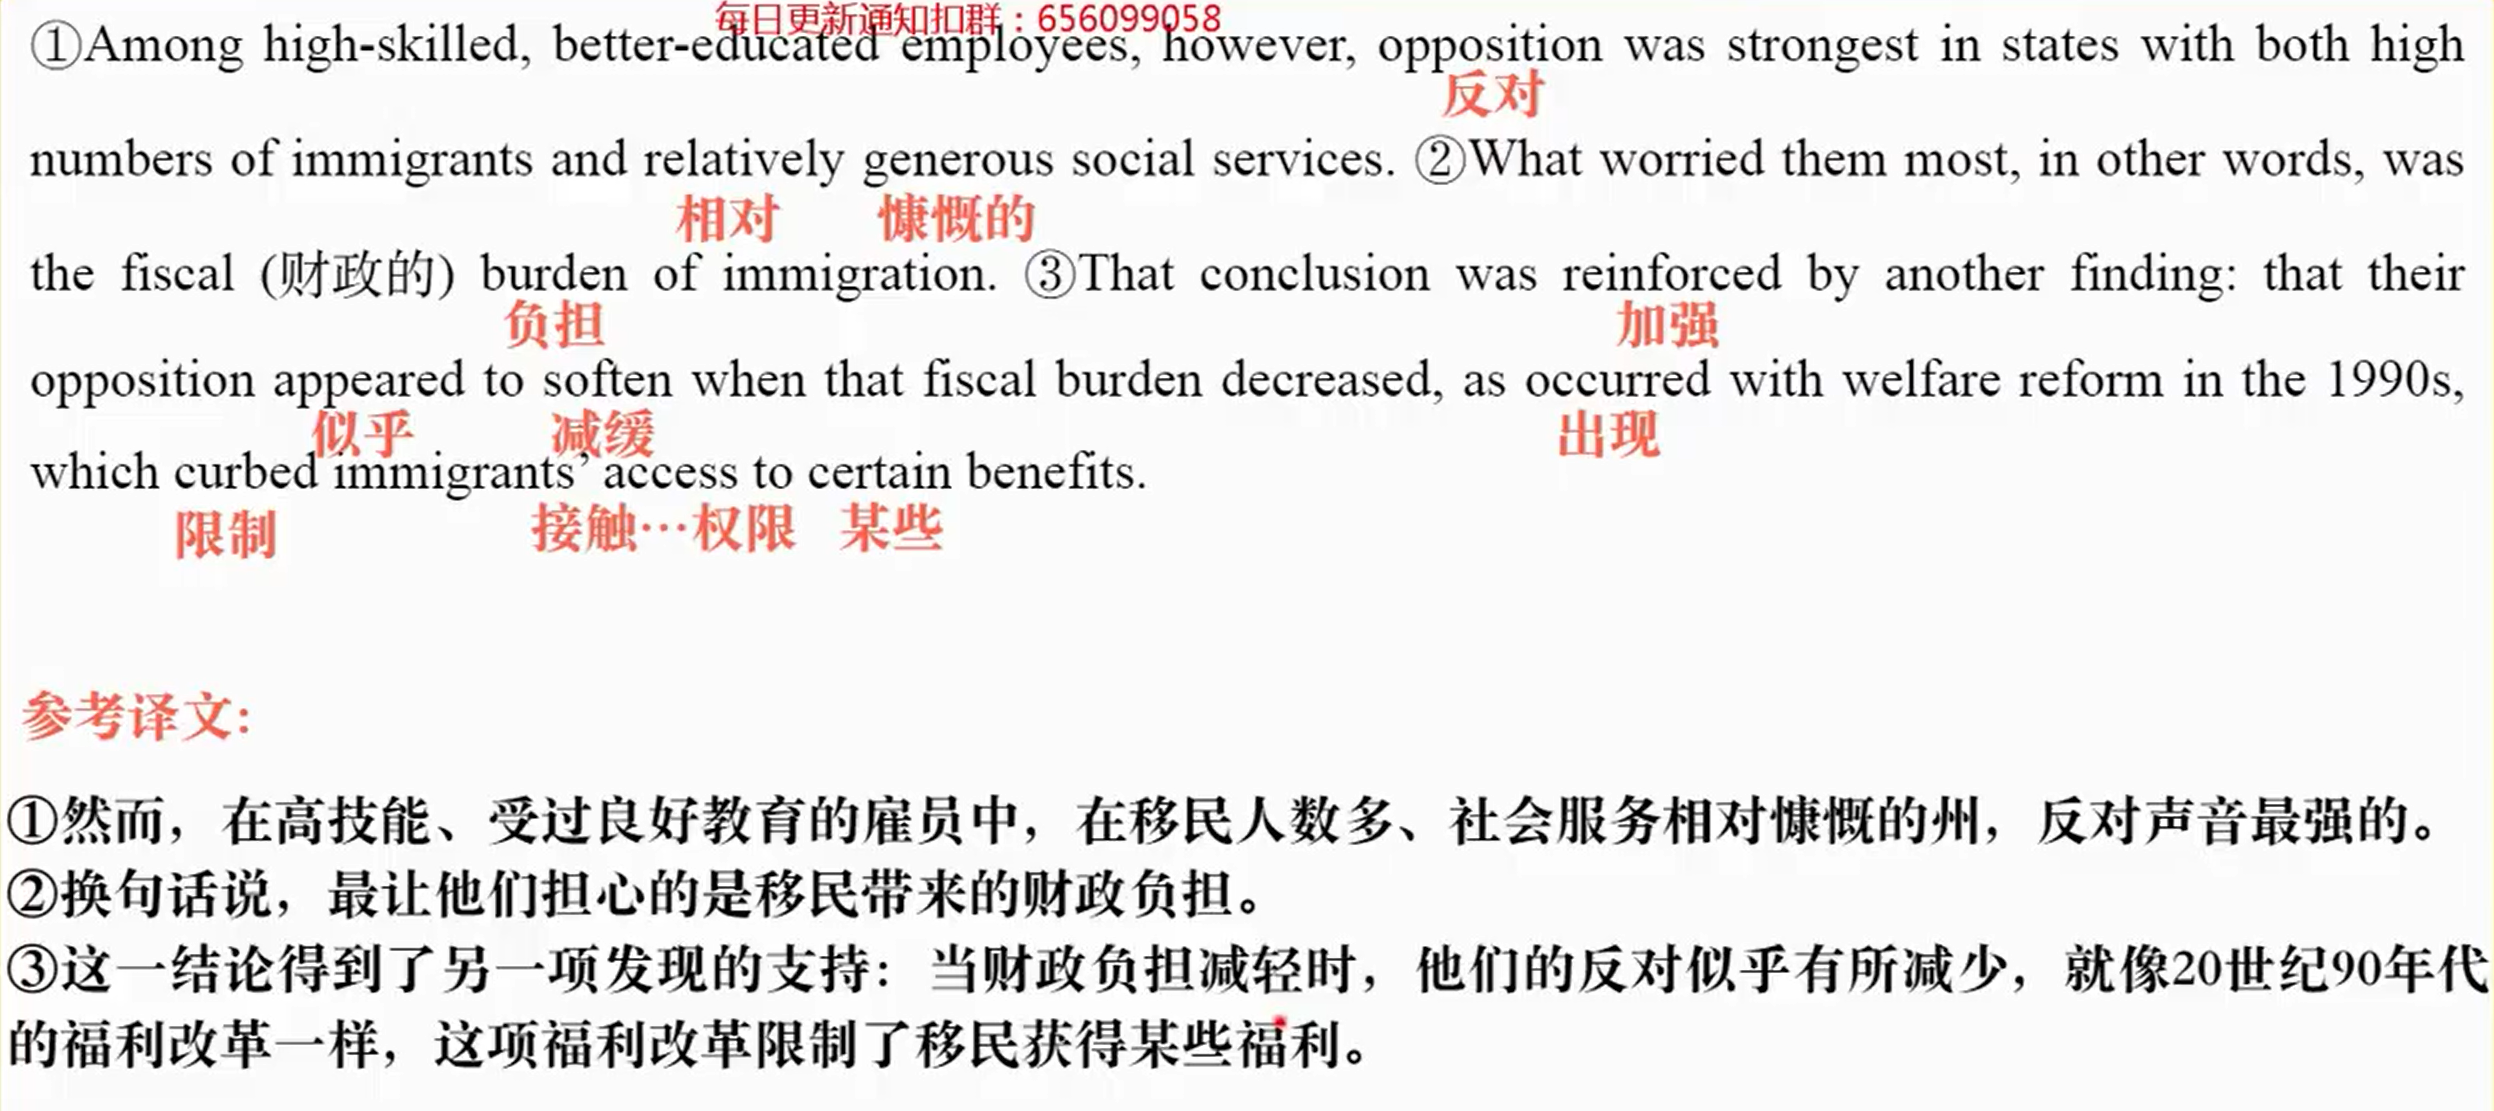 每日更新通知扣群：656099058
①Among high-skilled, better-educated employees, however, opposition was strongest in states with both high
反对
numbers of immigrants and relatively generous social services. ②What worried them most, in other words, was
相对 慷慨的
the fiscal (财政的) burden of immigration. ③That conclusion was reinforced by another finding: that their
负担 加强
opposition appeared to soften when that fiscal burden decreased, as occurred with welfare reform in the 1990s,
似乎 减缓 出现
which curbed immigrants’ access to certain benefits.
限制 接触…权限 某些
参考译文：
①然而，在高技能、受过良好教育的雇员中，在移民人数多、社会服务相对慷慨的州，反对声音最强的。
②换句话说，最让他们担心的是移民带来的财政负担。
③这一结论得到了另一项发现的支持：当财政负担减轻时，他们的反对似乎有所减少，就像20世纪90年代
的福利改革一样，这项福利改革限制了移民获得某些福利。